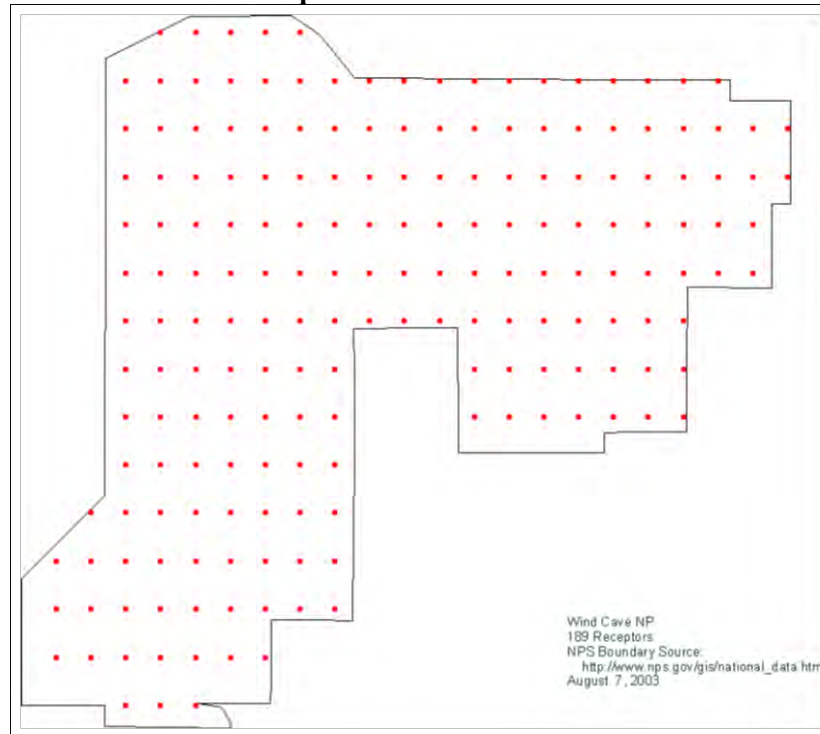 Wind Cave NP
189 Receptors
NPS Boundary Source:
http://www.nps.gov/gis/national_data.htm
August 7, 2003